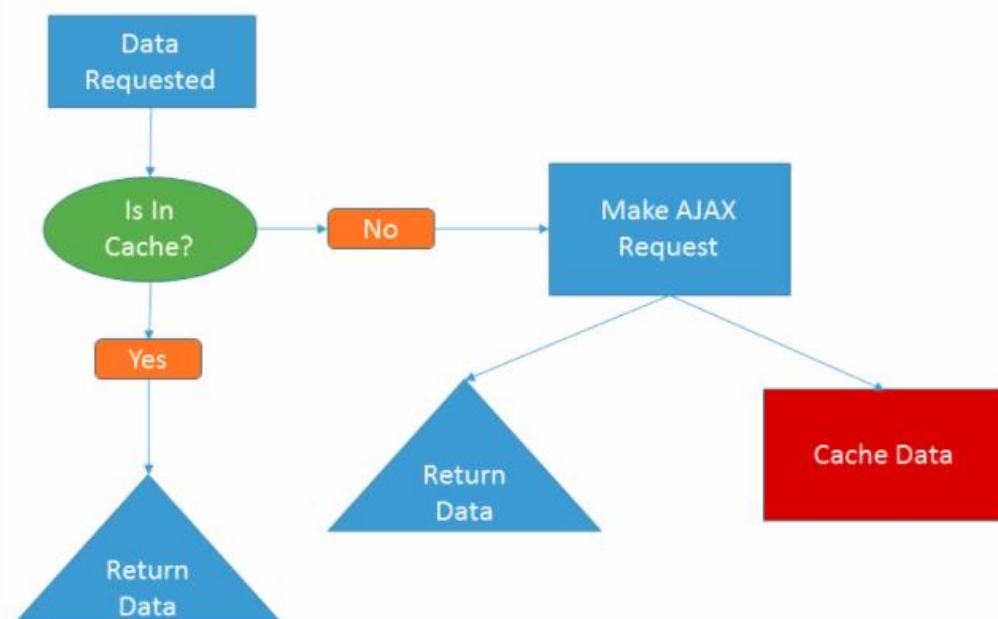 Data
Requested
Is In
Cache?
No
Make AJAX
Request
Yes
Return
Data
Cache Data
Return
Data